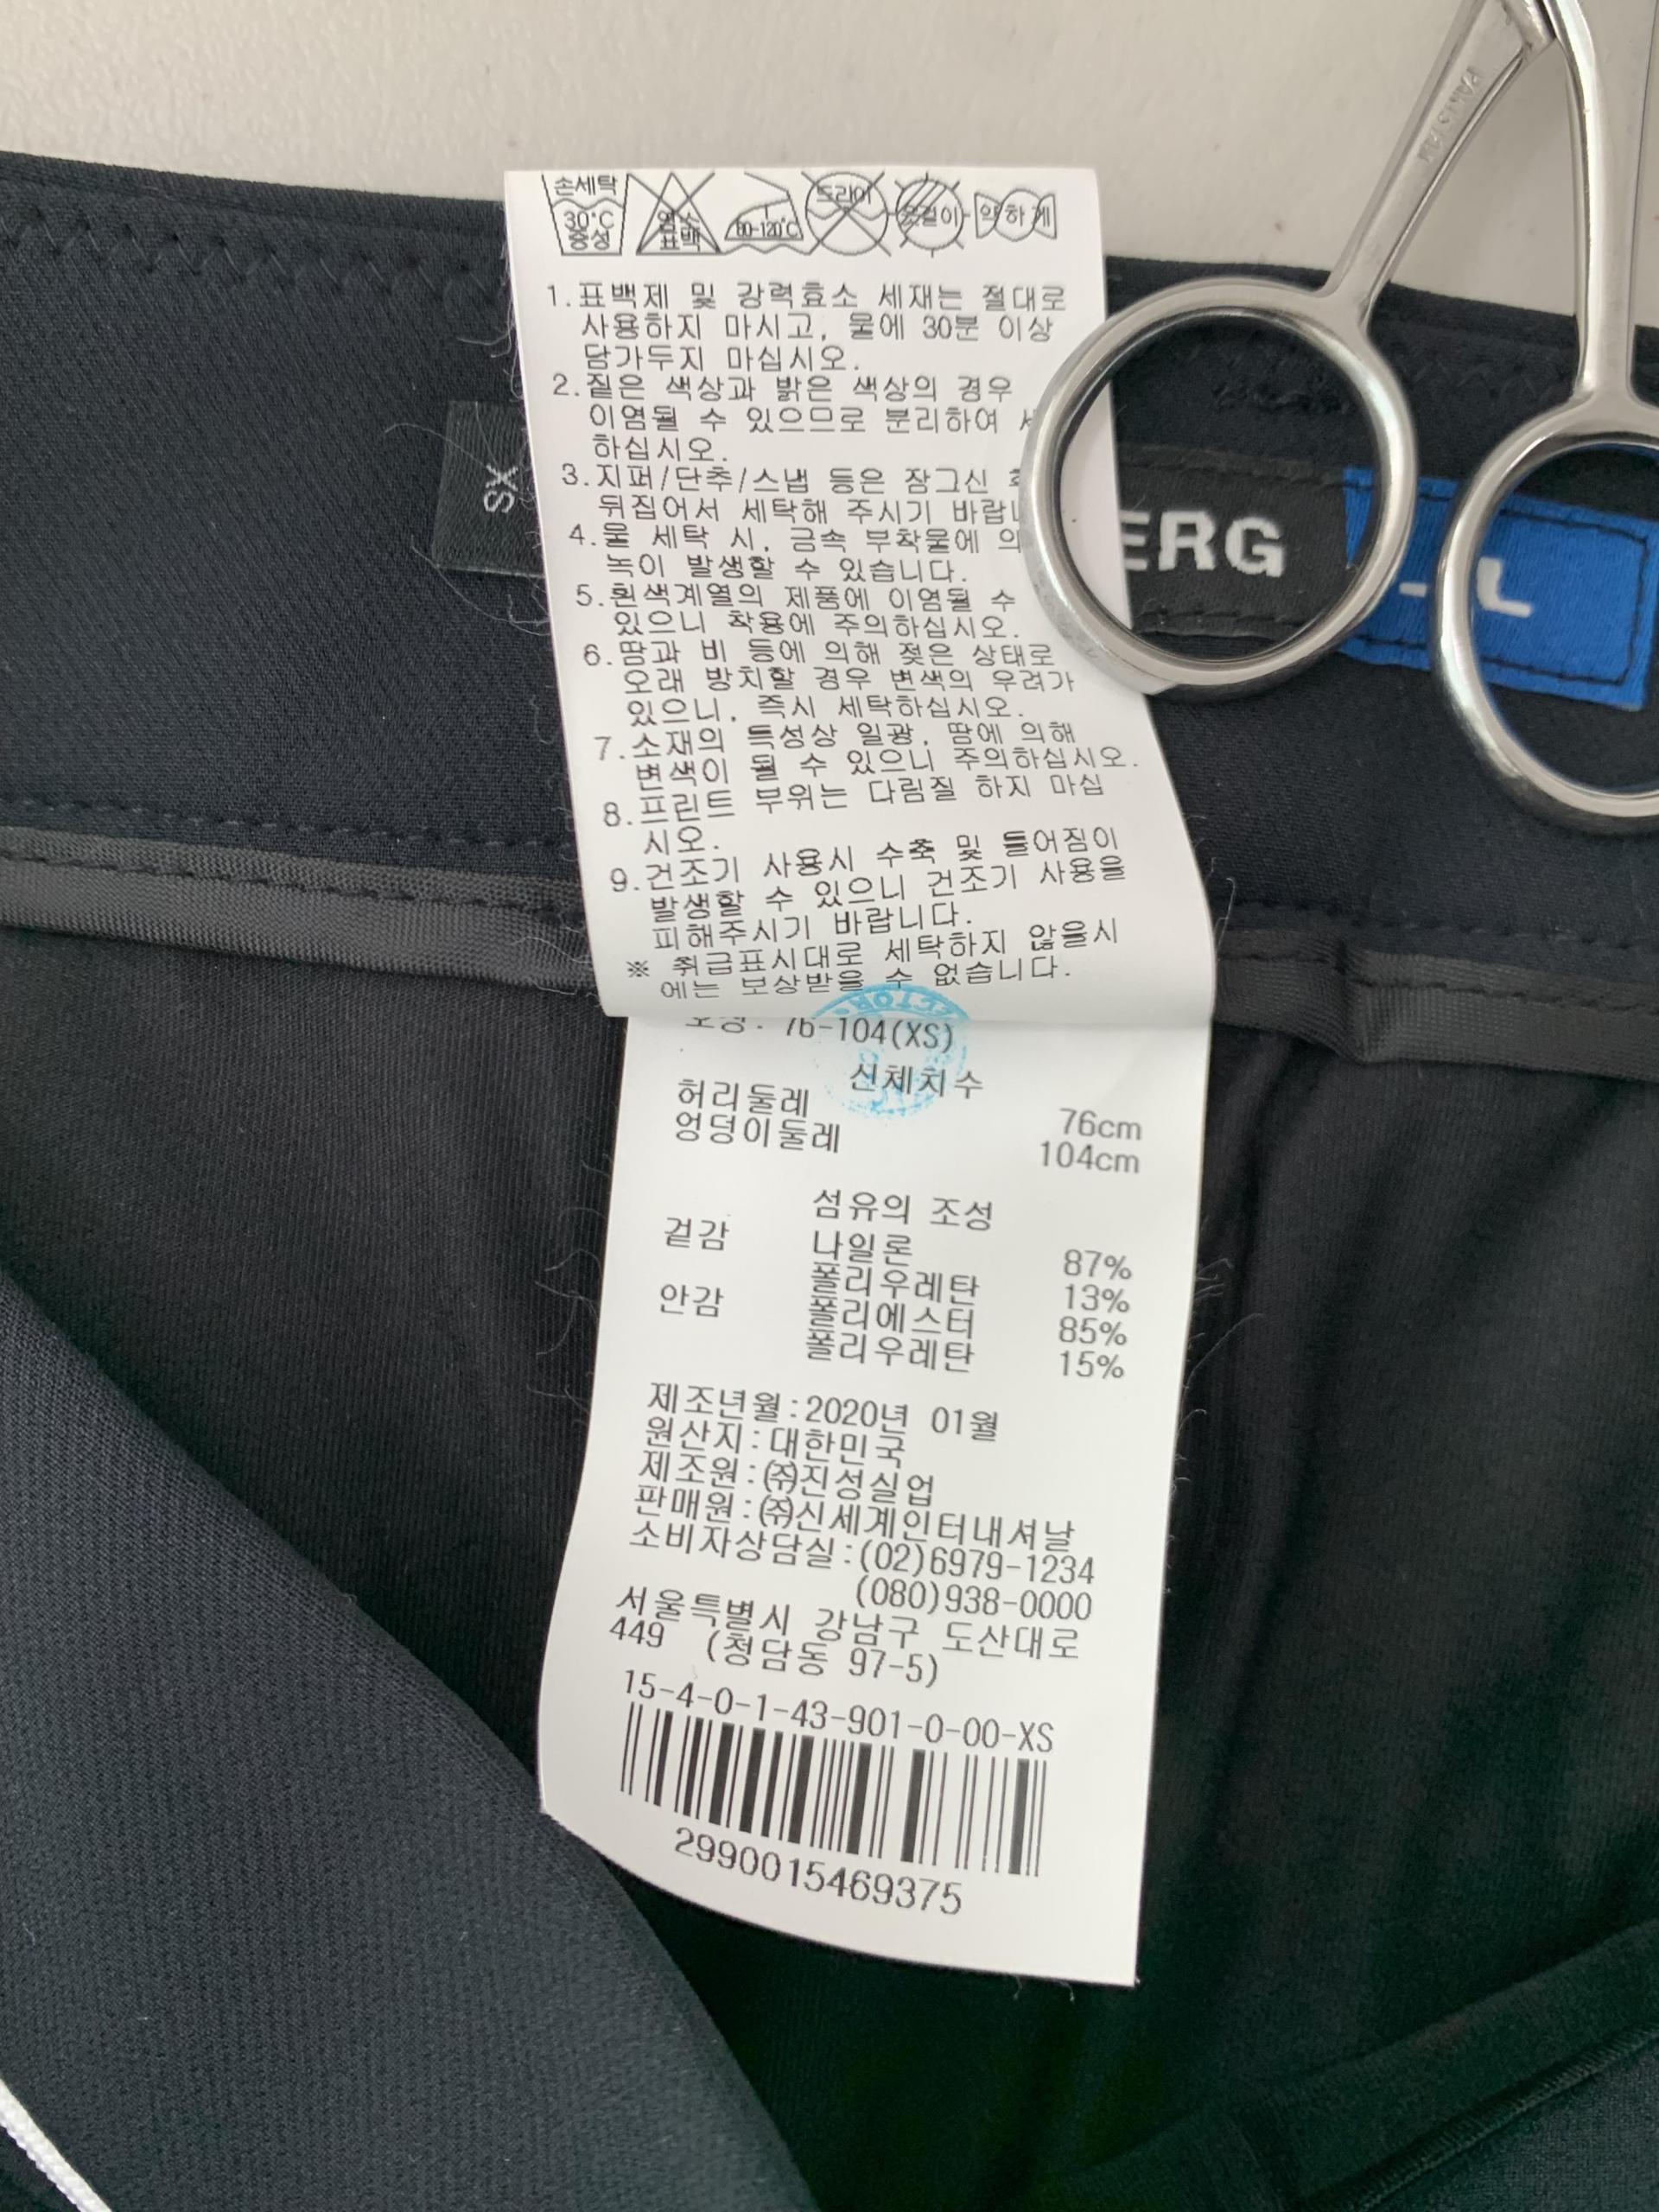 손세탁
30°C
중성
염소
표백
80-120°C
드라이
옷걸이
약하게
1.표백제 및 강력효소 세재는 절대로
사용하지 마시고, 물에 30분 이상
담가두지 마십시오.
2.짙은 색상과 밝은 색상의 경우
이염될 수 있으므로 분리하여
하십시오.
3.지퍼/단추/스냅 등은 잠그신
뒤집어서 세탁해 주시기
4.물 세탁 시, 금속 부착물에
녹이 발생할 수 있습니다.
5.흰색계열의 제품에 이염될 수
있으니 착용에 주의하십시오.
6.땀과 비 등에 의해 젖은 상태로
오래 방치할 경우 변색의 우려가
있으니, 즉시 세탁하십시오.
7.소재의 특성상 일광, 땀에 의해
변색이 될 수 있으니 주의하십시오.
8.프린트 부위는 다림질 하지 마십
시오.
9.건조기 사용시 수축 및 틀어짐이
발생할 수 있으니 건조기 사용을
피해주시기 바랍니다.
※ 취급표시대로 세탁하지 않을시
에는 보상받을 수 없습니다.
76-104(XS)
신체치수
허리둘레 76cm
엉덩이둘레 104cm
섬유의 조성
겉감 나일론 87%
폴리우레탄 13%
안감 폴리에스터 85%
폴리우레탄 15%
제조년월:2020년 01월
원산지:대한민국
제조원:㈜진성실업
판매원:㈜신세계인터내셔날
소비자상담실:(02)6979-1234
(080)938-0000
서울특별시 강남구 도산대로
449 (청담동 97-5)
15-4-0-1-43-901-0-00-XS
2990015469375
XS
ERG
L